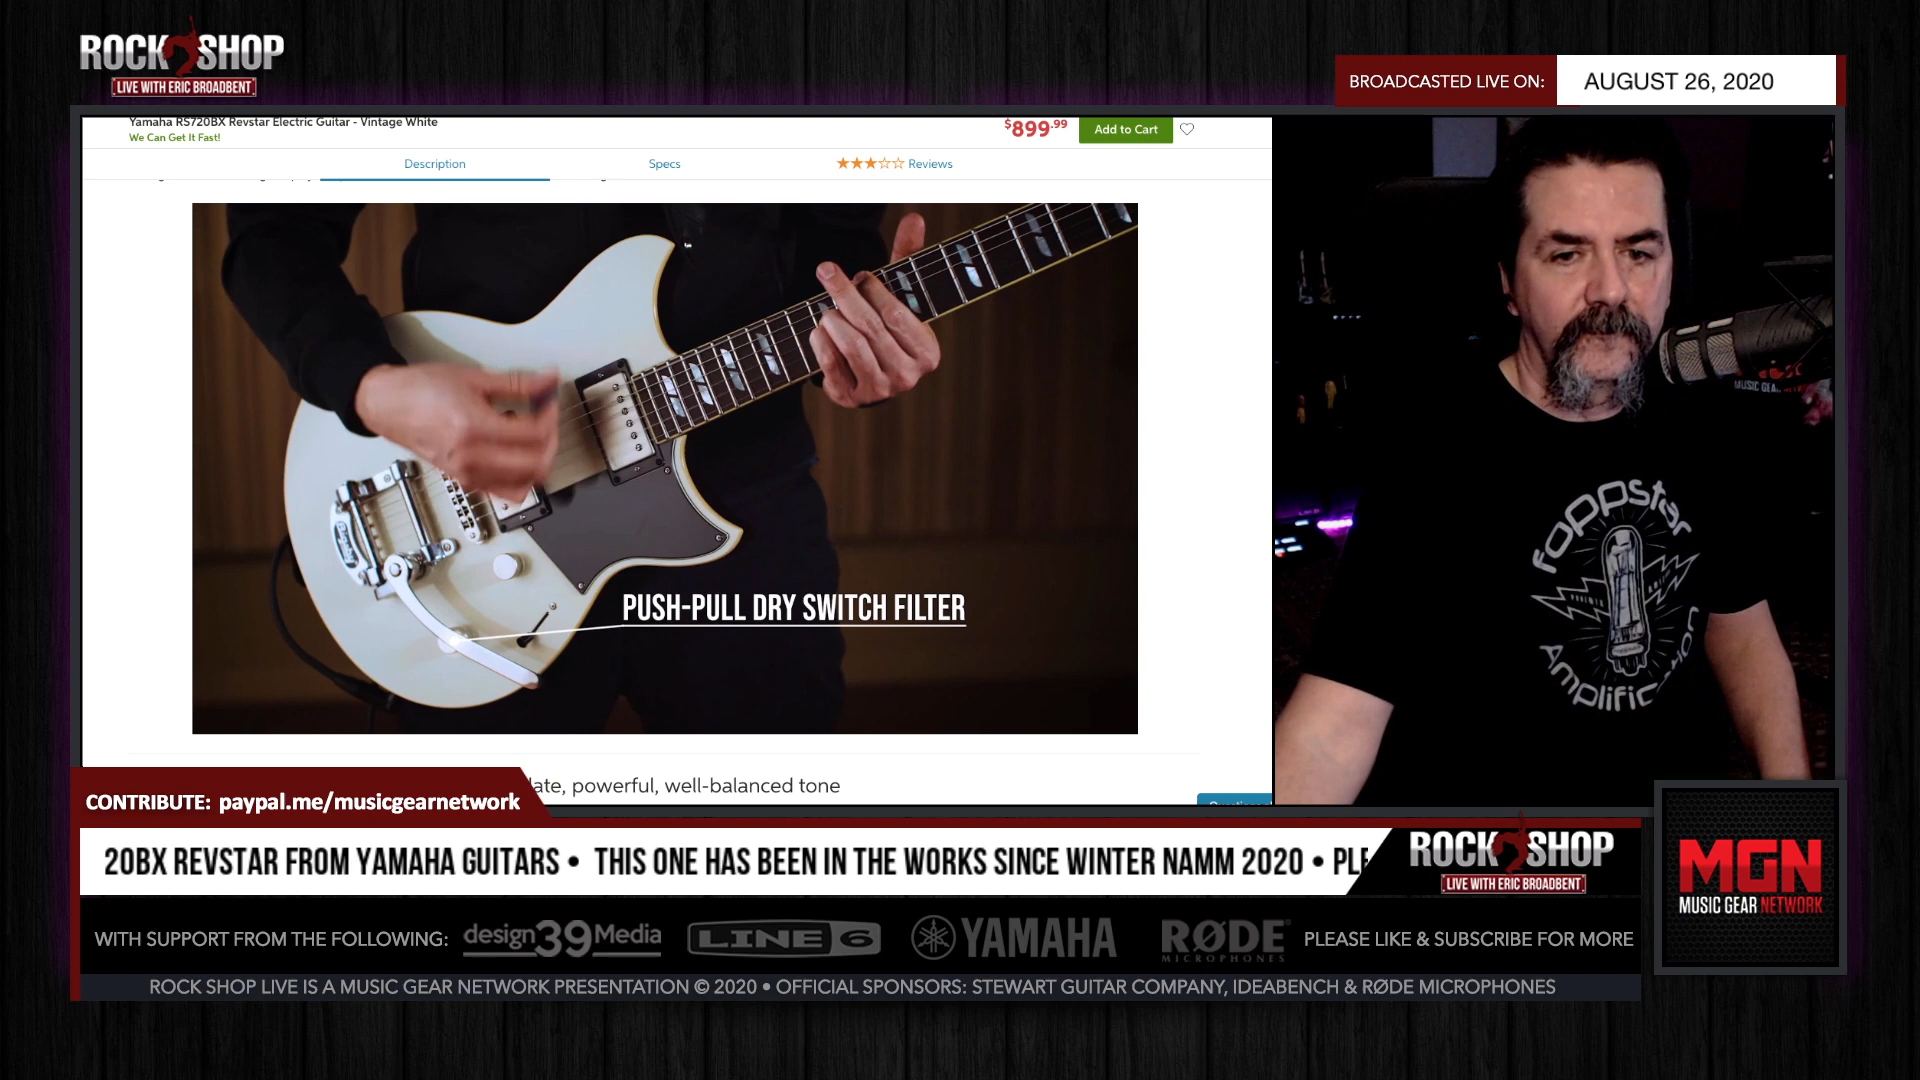 ROCK SHOP
LIVE WITH ERIC BROADBENT
BROADCASTED LIVE ON: AUGUST 26, 2020
Yamaha RS720BX Revstar Electric Guitar - Vintage White
We Can Get It Fast!
$899.99 Add to Cart
Description Specs Reviews
PUSH-PULL DRY SWITCH FILTER
foppstar
Amplific
MUSIC GEAR
late, powerful, well-balanced tone
CONTRIBUTE: paypal.me/musicgearnetwork
20BX REVSTAR FROM YAMAHA GUITARS • THIS ONE HAS BEEN IN THE WORKS SINCE WINTER NAMM 2020 •
ROCK SHOP
LIVE WITH ERIC BROADBENT
MGN
MUSIC GEAR NETWORK
WITH SUPPORT FROM THE FOLLOWING: design39Media LINE 6 YAMAHA RØDE MICROPHONES PLEASE LIKE & SUBSCRIBE FOR MORE
ROCK SHOP LIVE IS A MUSIC GEAR NETWORK PRESENTATION © 2020 • OFFICIAL SPONSORS: STEWART GUITAR COMPANY, IDEABENCH & RØDE MICROPHONES